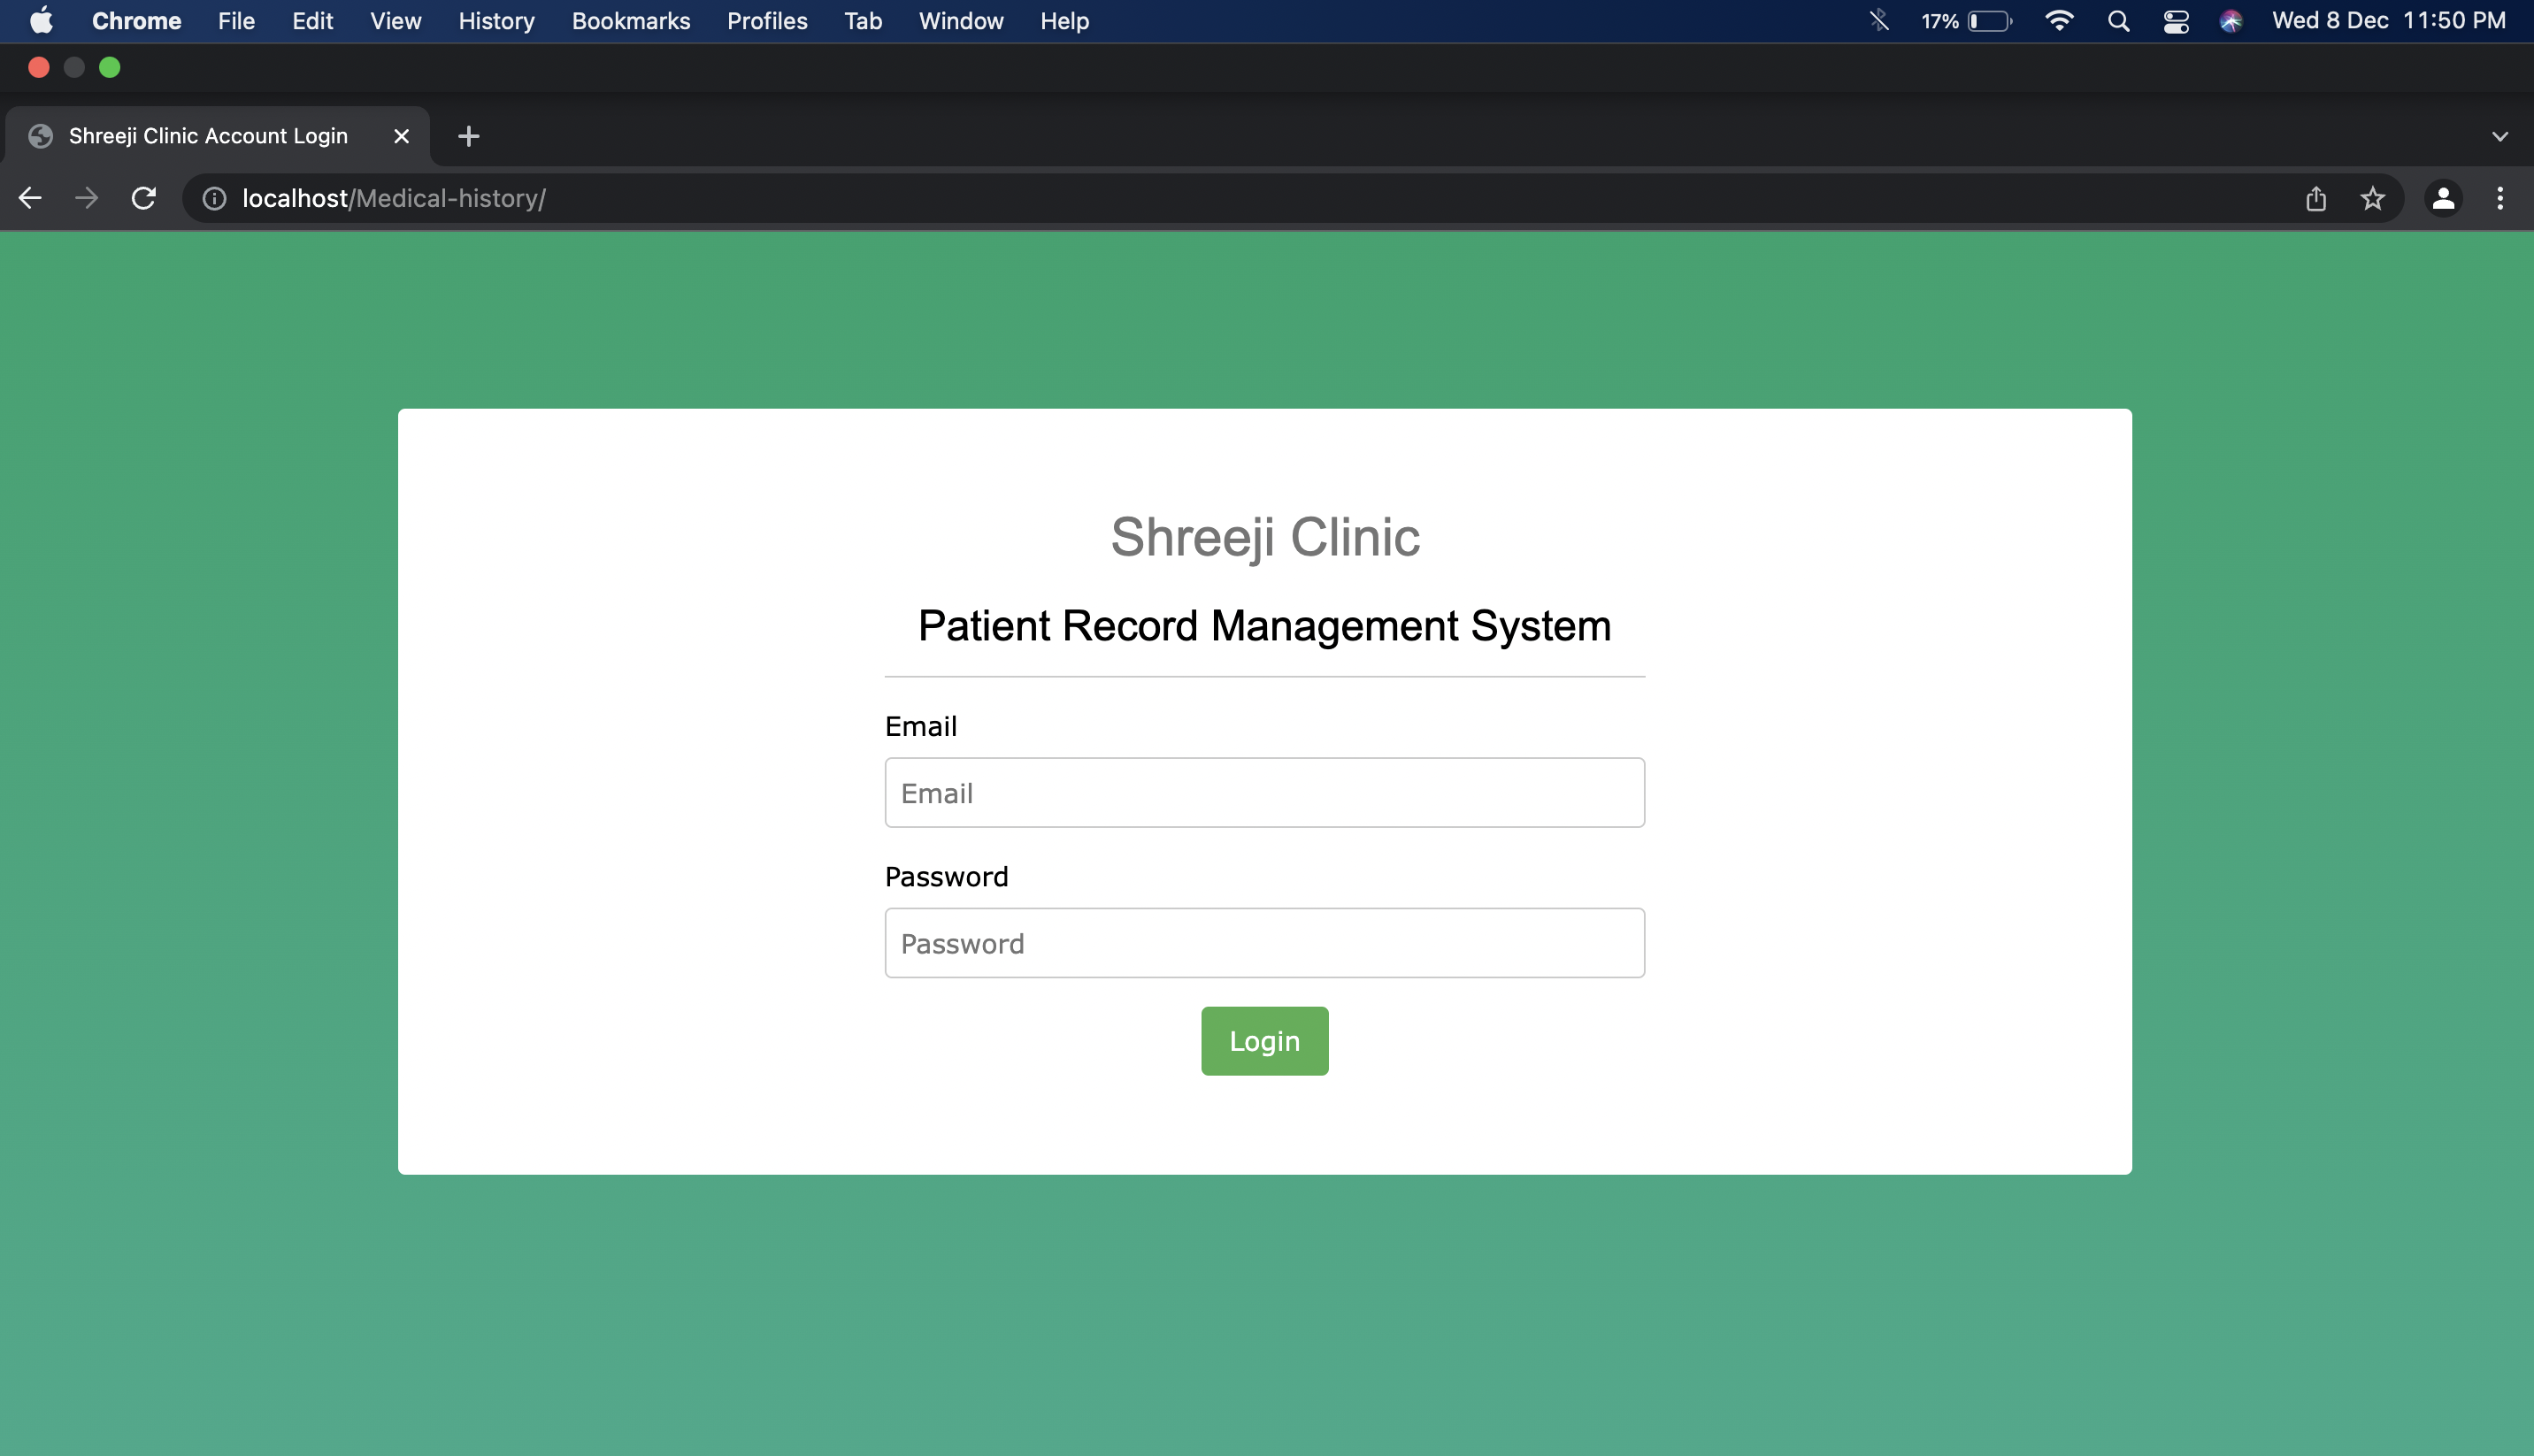 Chrome File Edit View History Bookmarks Profiles Tab Window Help 17% Wed 8 Dec 11:50 PM
Shreeji Clinic Account Login
localhost/Medical-history/
Shreeji Clinic
Patient Record Management System
Email
Email
Password
Password
Login